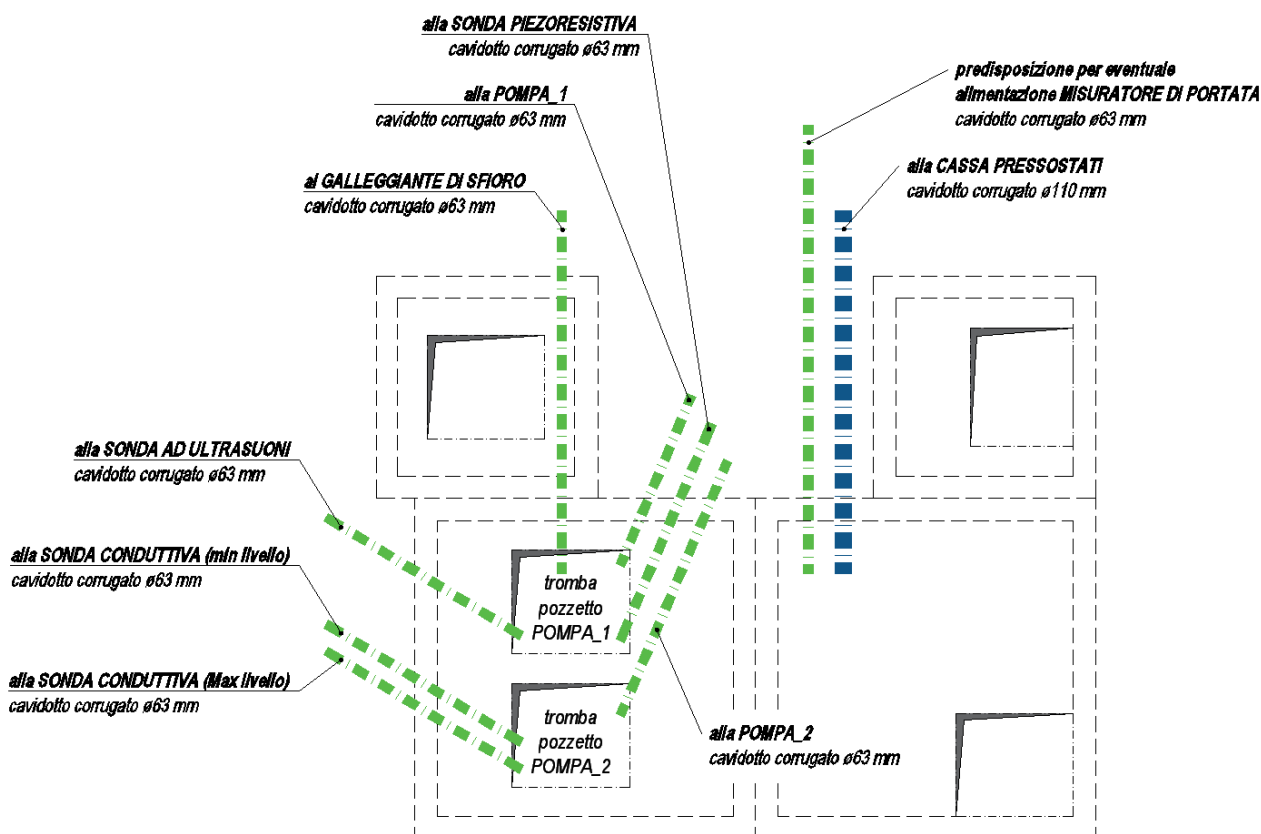 alla SONDA PIEZORESISTIVA
cavidotto corrugato ø63 mm
alla POMPA_1
cavidotto corrugato ø63 mm
al GALLEGGIANTE DI SFIORO
cavidotto corrugato ø63 mm
predisposizione per eventuale
alimentazione MISURATORE DI PORTATA
cavidotto corrugato ø63 mm
alla CASSA PRESSOSTATI
cavidotto corrugato ø110 mm
alla SONDA AD ULTRASUONI
cavidotto corrugato ø63 mm
alla SONDA CONDUTTIVA (min livello)
cavidotto corrugato ø63 mm
alla SONDA CONDUTTIVA (Max livello)
cavidotto corrugato ø63 mm
tromba
pozzetto
POMPA_1
tromba
pozzetto
POMPA_2
alla POMPA_2
cavidotto corrugato ø63 mm